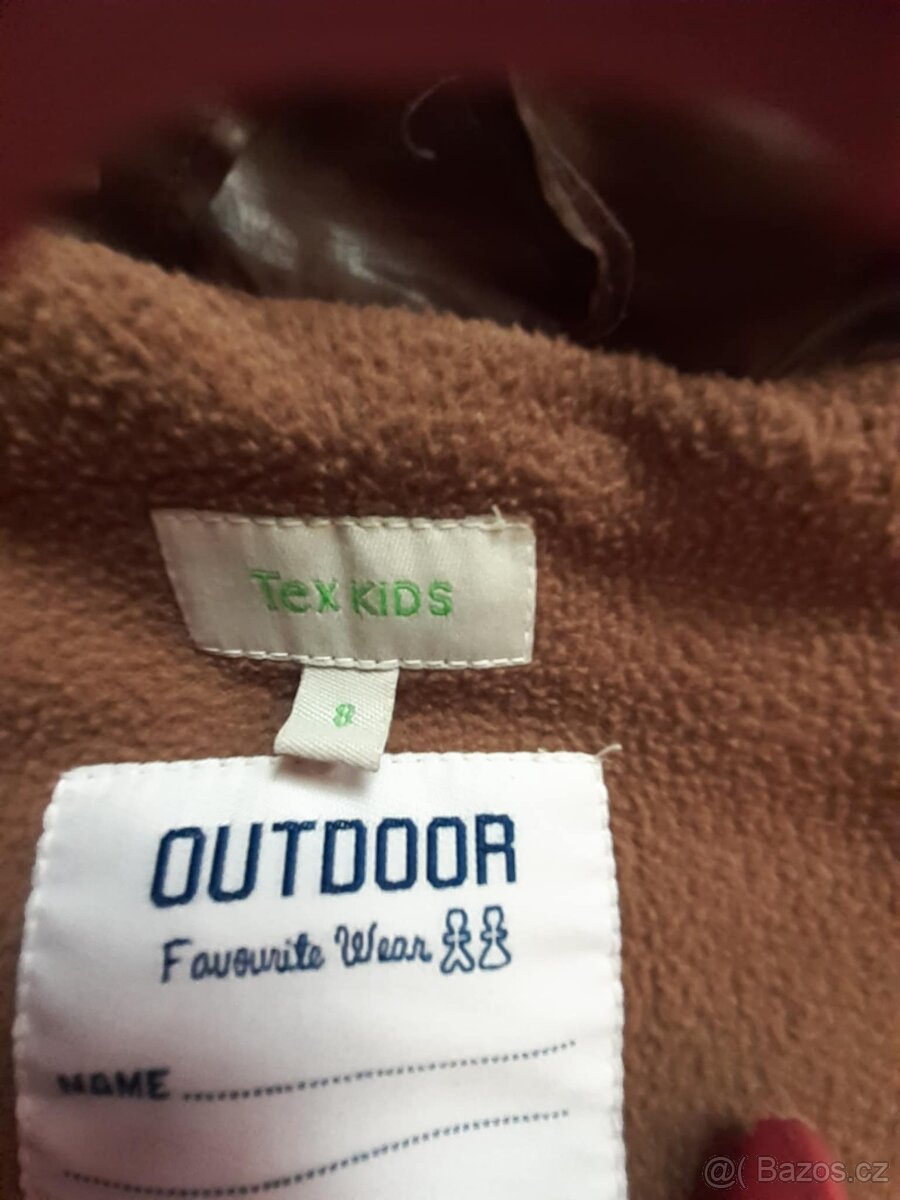 Tex KIDS
8
OUTDOOR
Favourite Wear
NAME
@( Bazos.cz